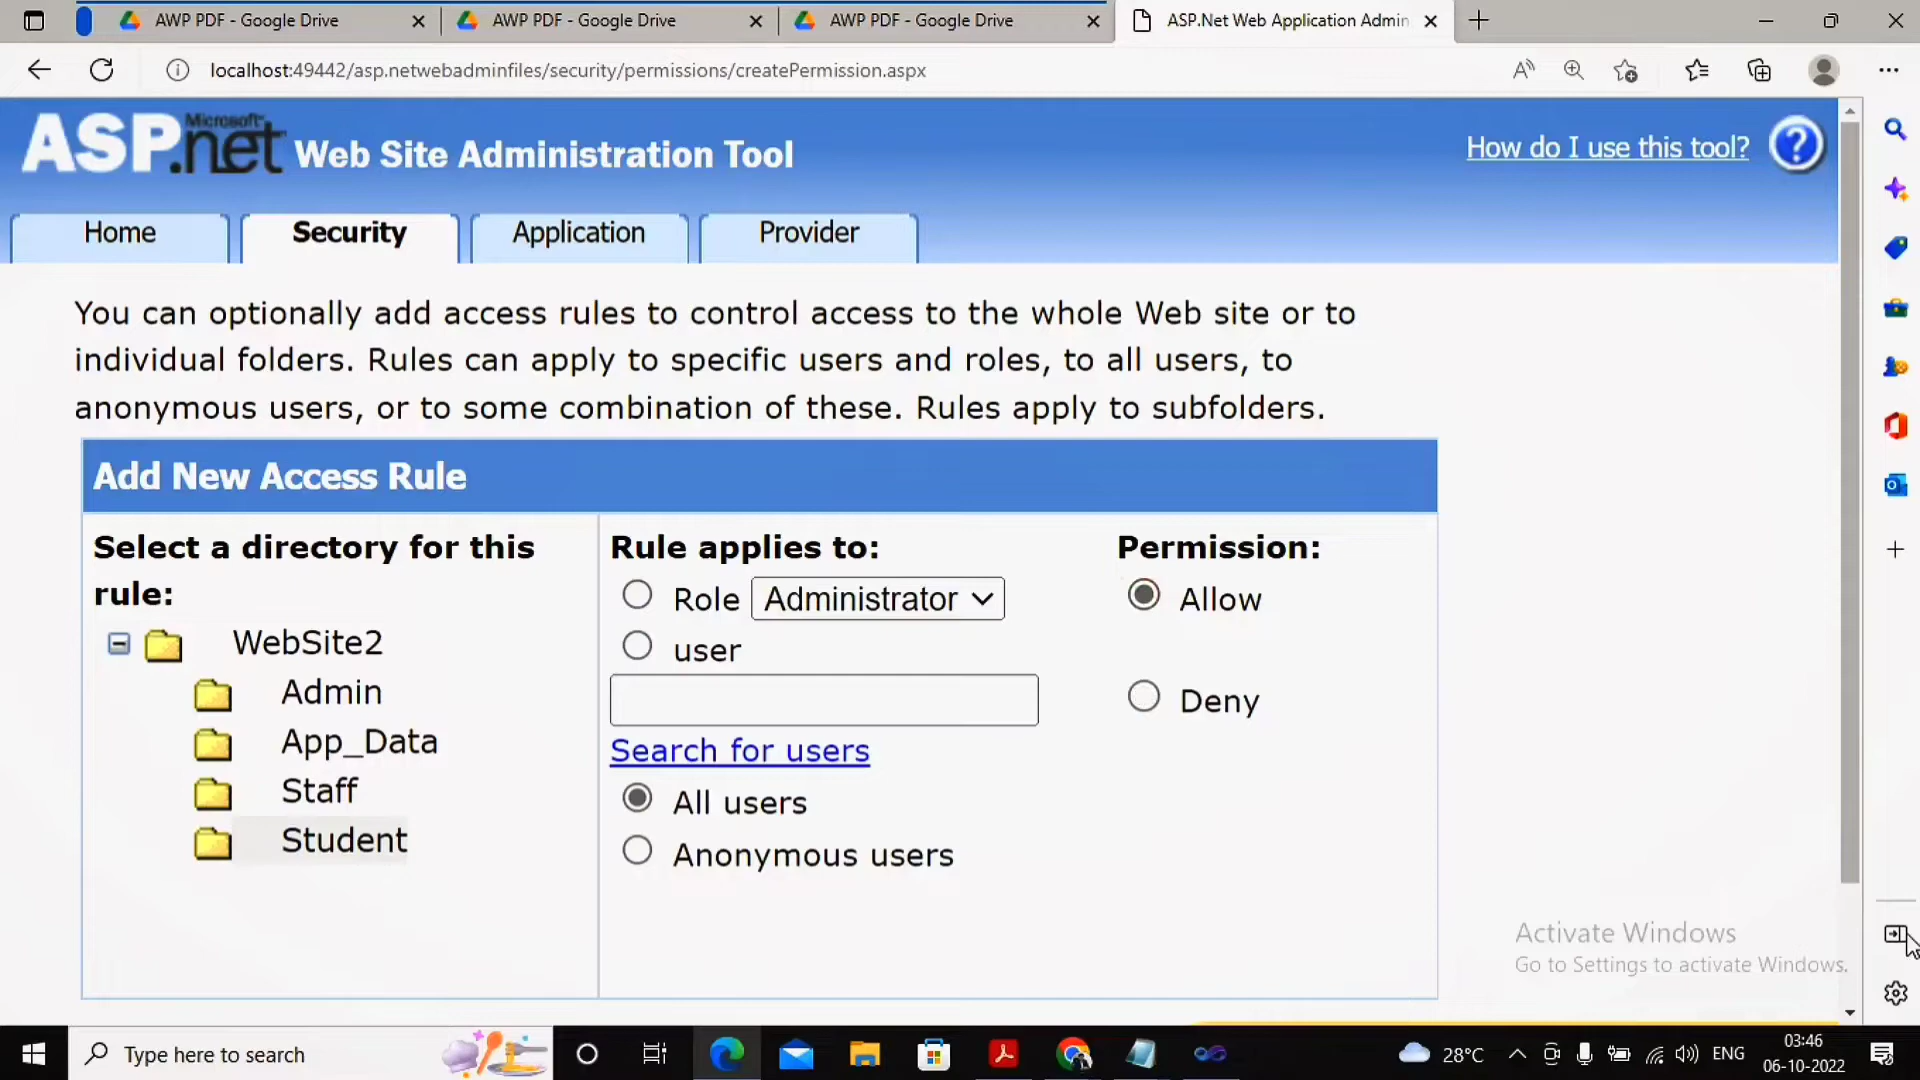 AWP PDF - Google Drive
AWP PDF - Google Drive
AWP PDF - Google Drive
ASP.Net Web Application Admin
localhost:49442/asp.netwebadminfiles/security/permissions/createPermission.aspx
Microsoft
ASP.net Web Site Administration Tool
How do I use this tool?
Home
Security
Application
Provider
You can optionally add access rules to control access to the whole Web site or to
individual folders. Rules can apply to specific users and roles, to all users, to
anonymous users, or to some combination of these. Rules apply to subfolders.
Add New Access Rule
Select a directory for this
rule:
WebSite2
Admin
App_Data
Staff
Student
Rule applies to:
Role Administrator
user
Search for users
All users
Anonymous users
Permission:
Allow
Deny
Activate Windows
Go to Settings to activate Windows.
Type here to search
28°C
ENG
03:46
06-10-2022